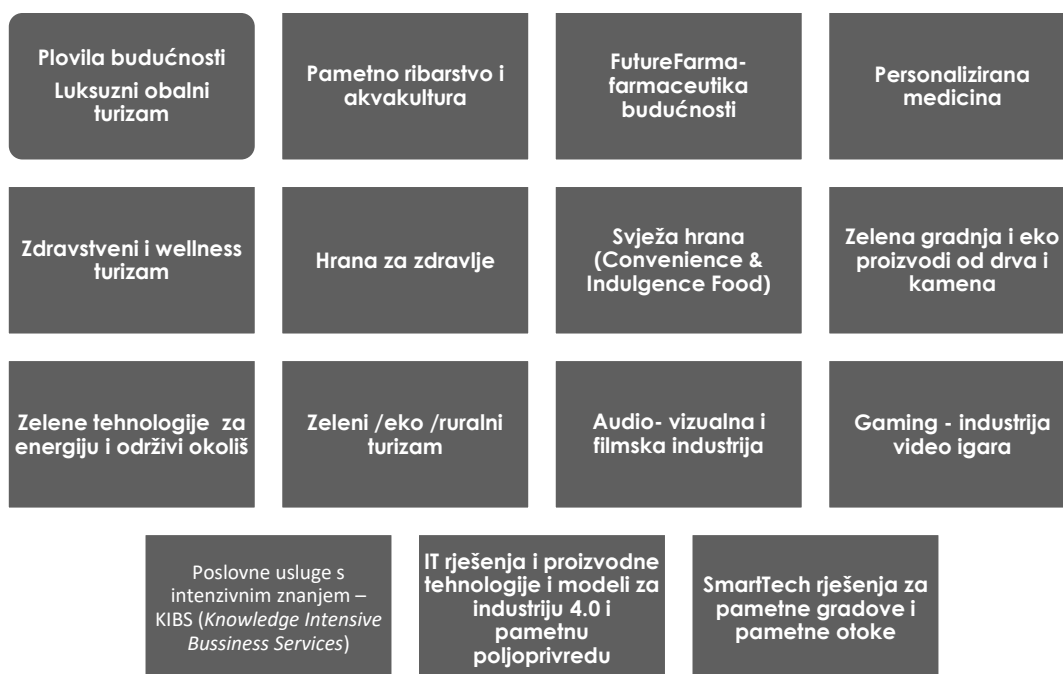 Plovila budućnosti
Luksuzni obalni
turizam
Pametno ribarstvo i
akvakultura
FutureFarma-
farmaceutika
budućnosti
Personalizirana
medicina
Zdravstveni i wellness
turizam
Hrana za zdravlje
Svježa hrana
(Convenience &
Indulgence Food)
Zelena gradnja i eko
proizvodi od drva i
kamena
Zelene tehnologije za
energiju i održivi okoliš
Zeleni /eko /ruralni
turizam
Audio- vizualna i
filmska industrija
Gaming - industrija
video igara
Poslovne usluge s
intenzivnim znanjem –
KIBS (Knowledge Intensive
Bussiness Services)
IT rješenja i proizvodne
tehnologije i modeli za
industriju 4.0 i
pametnu
poljoprivredu
SmartTech rješenja za
pametne gradove i
pametne otoke